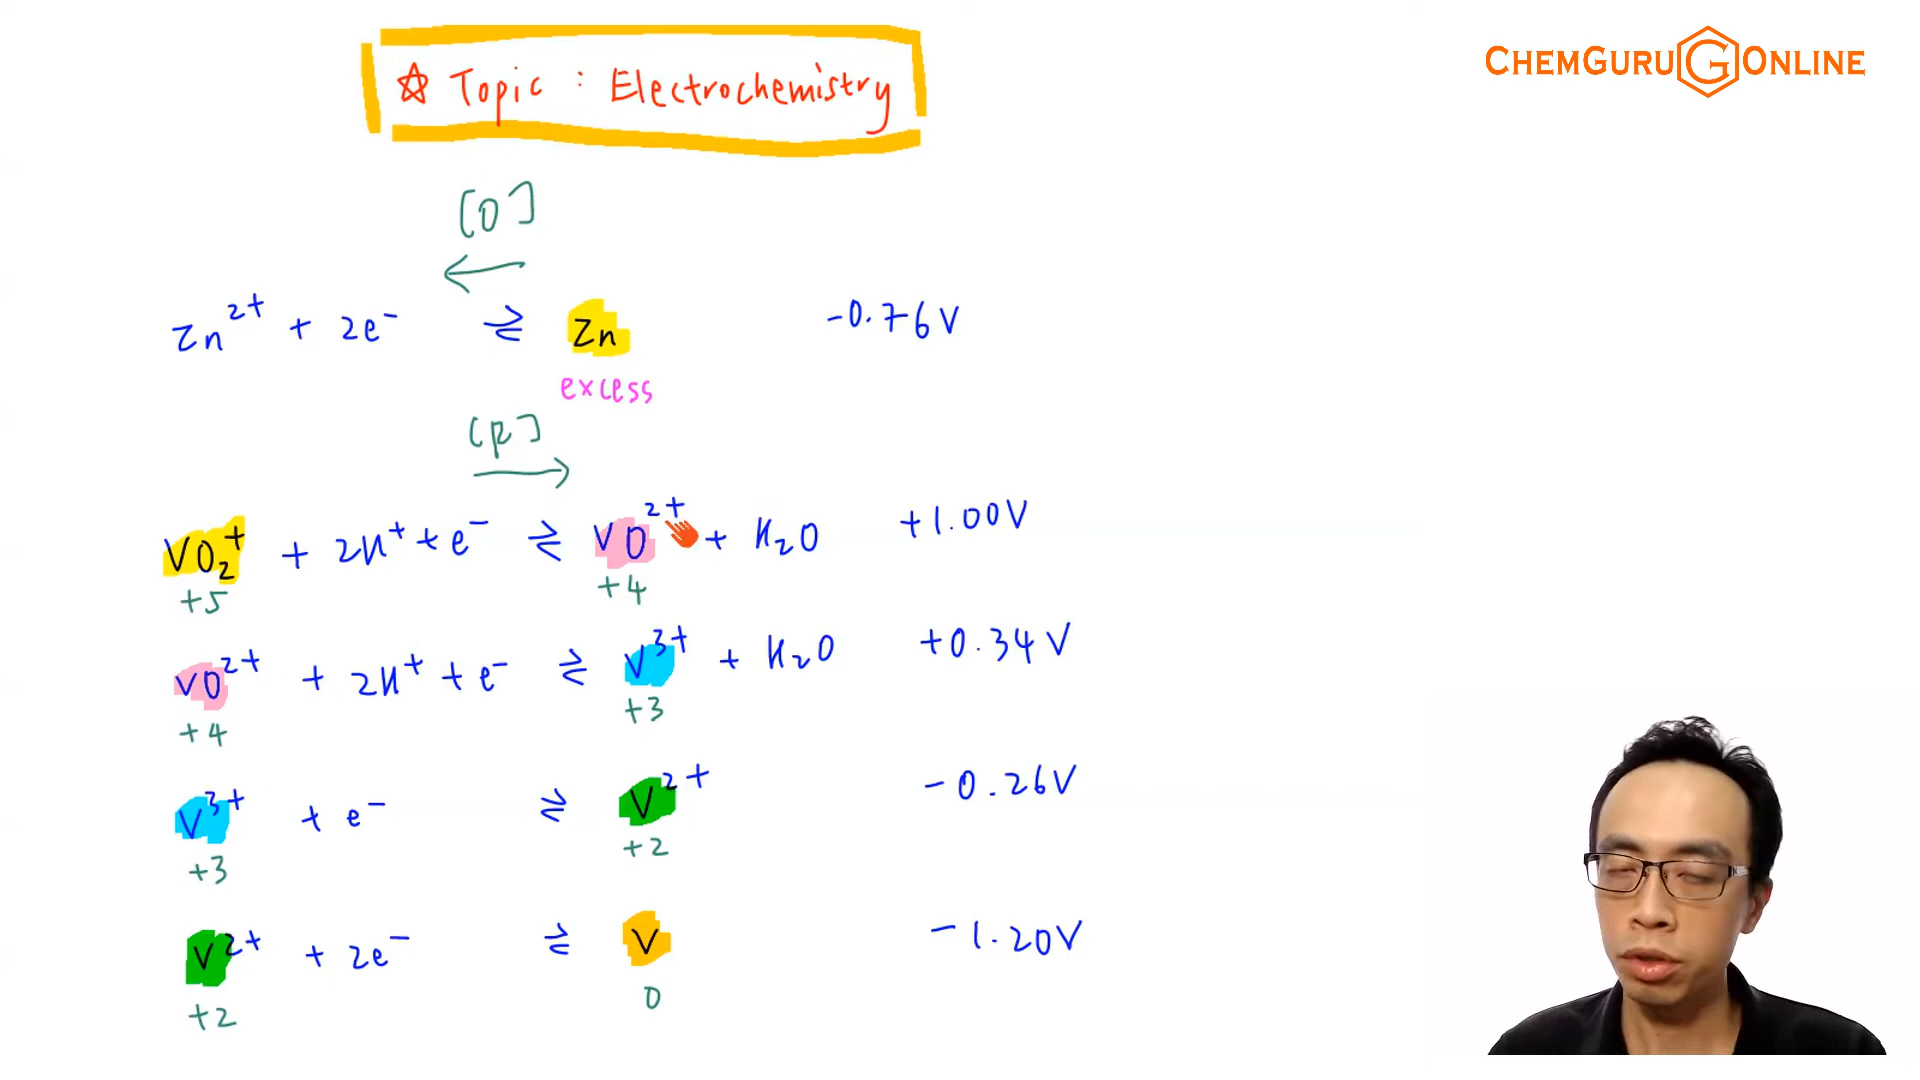 CHEMGURU G ONLINE
☆ Topic : Electrochemistry
[O]
←
Zn²⁺ + 2e⁻ ⇌ Zn -0.76V
excess
[R]
→
VO₂⁺ + 2H⁺ + e⁻ ⇌ VO²⁺ + H₂O +1.00V
+5 +4
VO²⁺ + 2H⁺ + e⁻ ⇌ V³⁺ + H₂O +0.34V
+4 +3
V³⁺ + e⁻ ⇌ V²⁺ -0.26V
+3 +2
V²⁺ + 2e⁻ ⇌ V -1.20V
+2 0